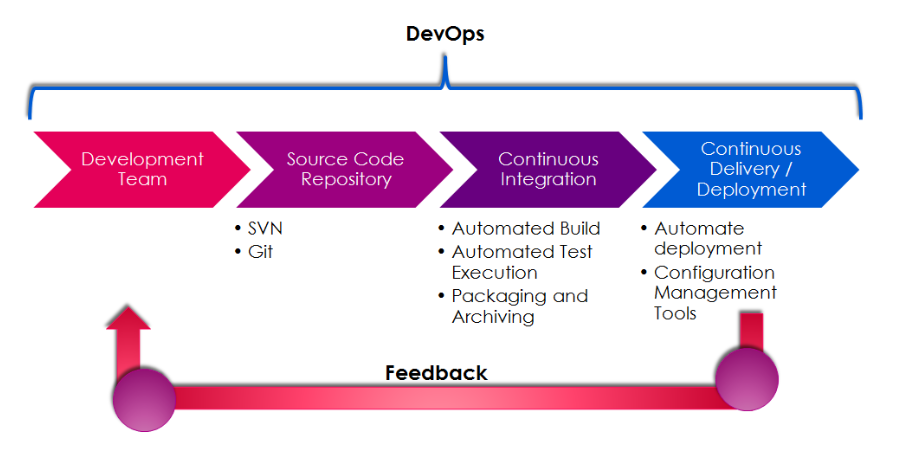 DevOps
Development
Team
Source Code
Repository
Continuous
Integration
Continuous
Delivery /
Deployment
• SVN
• Git
• Automated Build
• Automated Test
Execution
• Packaging and
Archiving
• Automate
deployment
• Configuration
Management
Tools
Feedback